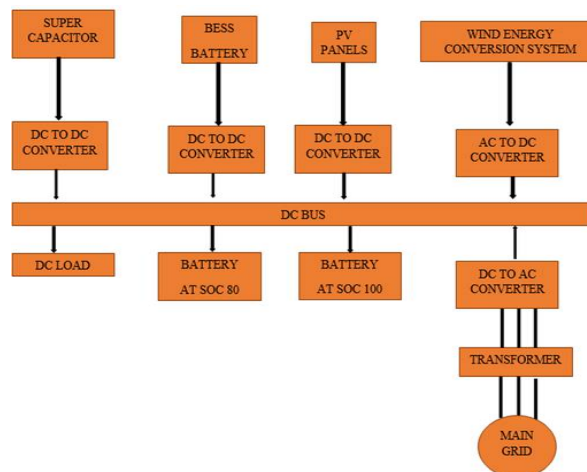 SUPER
CAPACITOR
BESS
BATTERY
PV
PANELS
WIND ENERGY
CONVERSION SYSTEM
DC TO DC
CONVERTER
DC TO DC
CONVERTER
DC TO DC
CONVERTER
AC TO DC
CONVERTER
DC BUS
DC LOAD
BATTERY
AT SOC 80
BATTERY
AT SOC 100
DC TO AC
CONVERTER
TRANSFORMER
MAIN
GRID